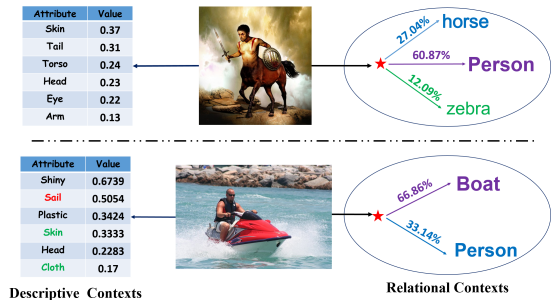 Attribute Value
Skin 0.37
Tail 0.31
Torso 0.24
Head 0.23
Eye 0.22
Arm 0.13
27.04% horse
60.87% Person
12.09% zebra
Attribute Value
Shiny 0.6739
Sail 0.5054
Plastic 0.3424
Skin 0.3333
Head 0.2283
Cloth 0.17
66.86% Boat
33.14% Person
Descriptive Contexts
Relational Contexts